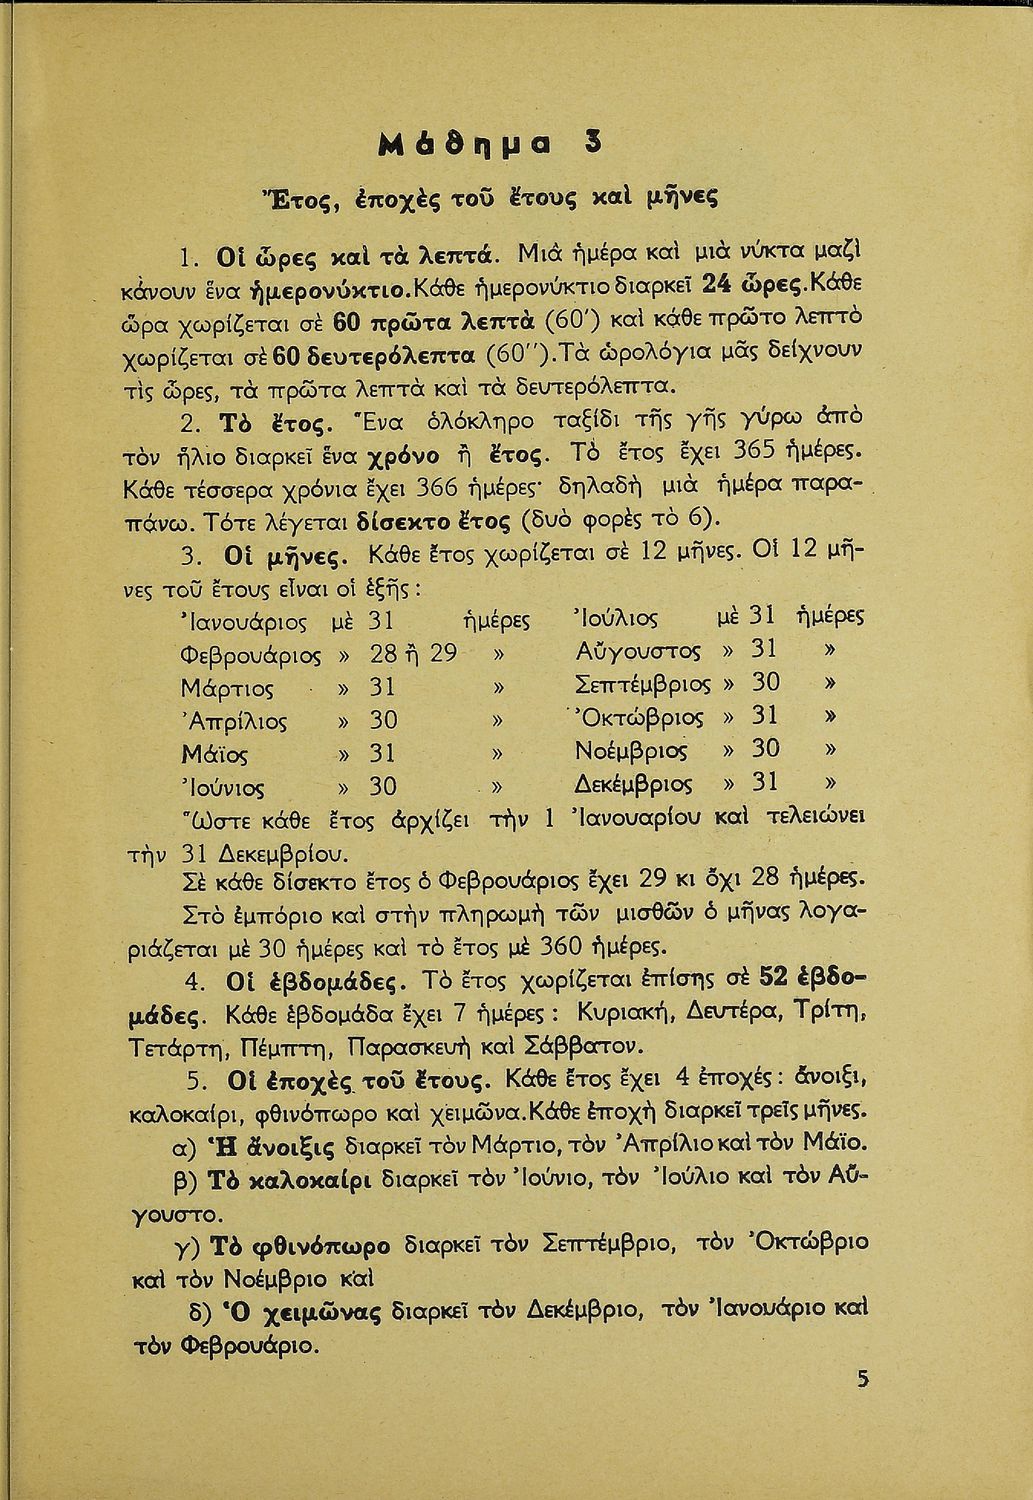 Μάθημα 3
Ἔτος, ἐποχὲς τοῦ ἔτους καὶ μῆνες
1. Οἱ ὧρες καὶ τὰ λεπτά. Μιὰ ἡμέρα καὶ μιὰ νύκτα μαζὶ
κάνουν ἕνα ἡμερονύκτιο. Κάθε ἡμερονύκτιο διαρκεῖ 24 ὧρες. Κάθε
ὥρα χωρίζεται σὲ 60 πρῶτα λεπτὰ (60') καὶ κάθε πρῶτο λεπτὸ
χωρίζεται σὲ 60 δευτερόλεπτα (60''). Τὰ ὡρολόγια μᾶς δείχνουν
τὶς ὧρες, τὰ πρῶτα λεπτὰ καὶ τὰ δευτερόλεπτα.
2. Τὸ ἔτος. Ἕνα ὁλόκληρο ταξίδι τῆς γῆς γύρω ἀπὸ
τὸν ἥλιο διαρκεῖ ἕνα χρόνο ἢ ἔτος. Τὸ ἔτος ἔχει 365 ἡμέρες.
Κάθε τέσσερα χρόνια ἔχει 366 ἡμέρες· δηλαδὴ μιὰ ἡμέρα παρα-
πάνω. Τότε λέγεται δίσεκτο ἔτος (δυὸ φορὲς τὸ 6).
3. Οἱ μῆνες. Κάθε ἔτος χωρίζεται σὲ 12 μῆνες. Οἱ 12 μῆ-
νες τοῦ ἔτους εἶναι οἱ ἑξῆς :
Ἰανουάριος μὲ 31 ἡμέρες Ἰούλιος μὲ 31 ἡμέρες
Φεβρουάριος » 28 ἢ 29 » Αὔγουστος » 31 »
Μάρτιος » 31 » Σεπτέμβριος » 30 »
Ἀπρίλιος » 30 » Ὀκτώβριος » 31 »
Μάϊος » 31 » Νοέμβριος » 30 »
Ἰούνιος » 30 » Δεκέμβριος » 31 »
Ὥστε κάθε ἔτος ἀρχίζει τὴν 1 Ἰανουαρίου καὶ τελειώνει
τὴν 31 Δεκεμβρίου.
Σὲ κάθε δίσεκτο ἔτος ὁ Φεβρουάριος ἔχει 29 κι ὄχι 28 ἡμέρες.
Στὸ ἐμπόριο καὶ στὴν πληρωμὴ τῶν μισθῶν ὁ μῆνας λογα-
ριάζεται μὲ 30 ἡμέρες καὶ τὸ ἔτος μὲ 360 ἡμέρες.
4. Οἱ ἑβδομάδες. Τὸ ἔτος χωρίζεται ἐπίσης σὲ 52 ἑβδο-
μάδες. Κάθε ἑβδομάδα ἔχει 7 ἡμέρες : Κυριακή, Δευτέρα, Τρίτη,
Τετάρτη, Πέμπτη, Παρασκευὴ καὶ Σάββατον.
5. Οἱ ἐποχὲς τοῦ ἔτους. Κάθε ἔτος ἔχει 4 ἐποχές : ἄνοιξι,
καλοκαίρι, φθινόπωρο καὶ χειμῶνα. Κάθε ἐποχὴ διαρκεῖ τρεῖς μῆνες.
α) Ἡ ἄνοιξις διαρκεῖ τὸν Μάρτιο, τὸν Ἀπρίλιο καὶ τὸν Μάϊο.
β) Τὸ καλοκαίρι διαρκεῖ τὸν Ἰούνιο, τὸν Ἰούλιο καὶ τὸν Αὔ-
γουστο.
γ) Τὸ φθινόπωρο διαρκεῖ τὸν Σεπτέμβριο, τὸν Ὀκτώβριο
καὶ τὸν Νοέμβριο καὶ
δ) Ὁ χειμῶνας διαρκεῖ τὸν Δεκέμβριο, τὸν Ἰανουάριο καὶ
τὸν Φεβρουάριο.
5